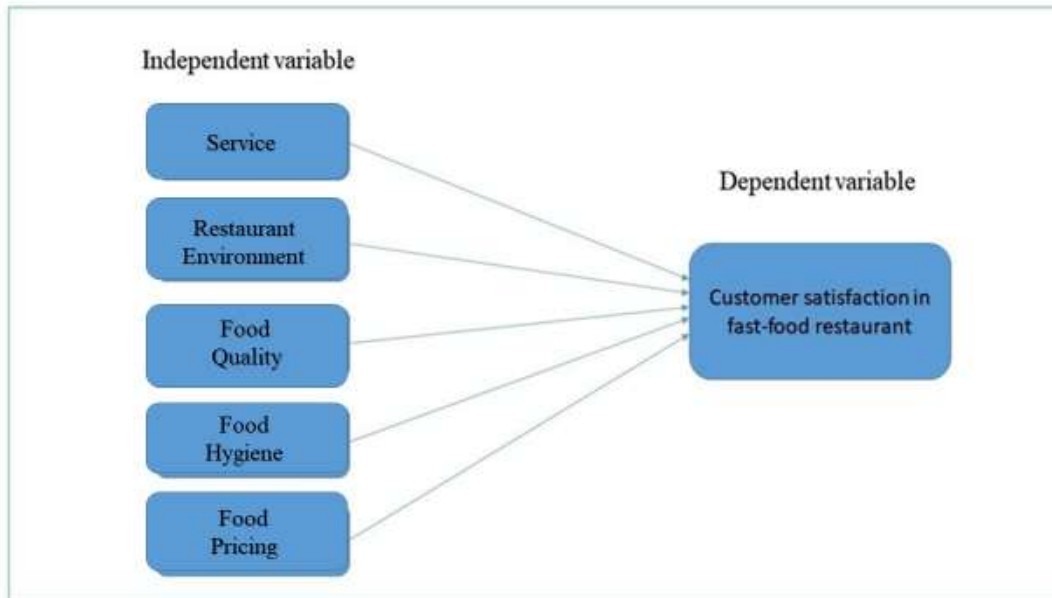 Independent variable
Service
Restaurant
Environment
Food
Quality
Food
Hygiene
Food
Pricing
Dependent variable
Customer satisfaction in
fast-food restaurant